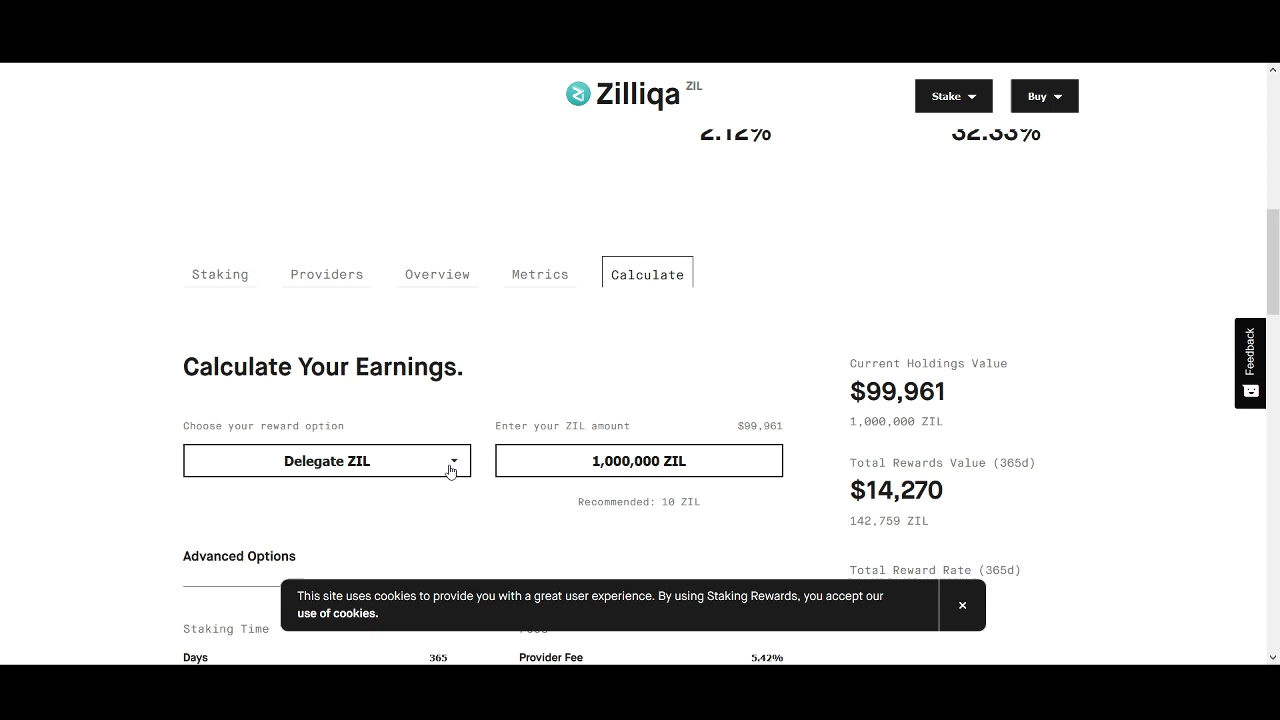 Zilliqa ZIL
Stake
Buy
2.12%
32.33%
Staking
Providers
Overview
Metrics
Calculate
Calculate Your Earnings.
Choose your reward option
Delegate ZIL
Enter your ZIL amount
$99,961
1,000,000 ZIL
Recommended: 10 ZIL
Current Holdings Value
$99,961
1,000,000 ZIL
Total Rewards Value (365d)
$14,270
142,759 ZIL
Total Reward Rate (365d)
Feedback
Advanced Options
This site uses cookies to provide you with a great user experience. By using Staking Rewards, you accept our
use of cookies.
Staking Time
Days
365
Provider Fee
5.42%